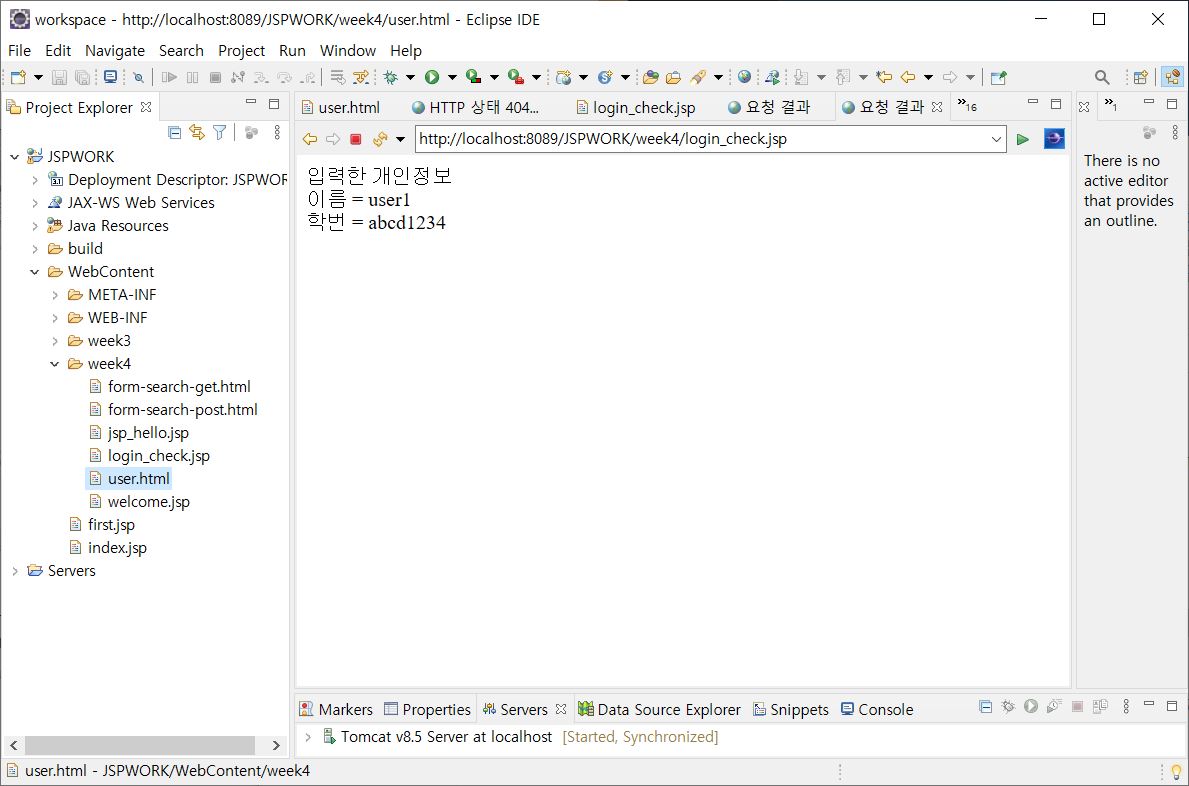 workspace - http://localhost:8089/JSPWORK/week4/user.html - Eclipse IDE
File Edit Navigate Search Project Run Window Help
Project Explorer
JSPWORK
Deployment Descriptor: JSPWOR
JAX-WS Web Services
Java Resources
build
WebContent
META-INF
WEB-INF
week3
week4
form-search-get.html
form-search-post.html
jsp_hello.jsp
login_check.jsp
user.html
welcome.jsp
first.jsp
index.jsp
Servers
user.html HTTP 상태 404... login_check.jsp 요청 결과 요청 결과 »16
http://localhost:8089/JSPWORK/week4/login_check.jsp
입력한 개인정보
이름 = user1
학번 = abcd1234
»1
There is no
active editor
that provides
an outline.
Markers Properties Servers Data Source Explorer Snippets Console
Tomcat v8.5 Server at localhost [Started, Synchronized]
user.html - JSPWORK/WebContent/week4